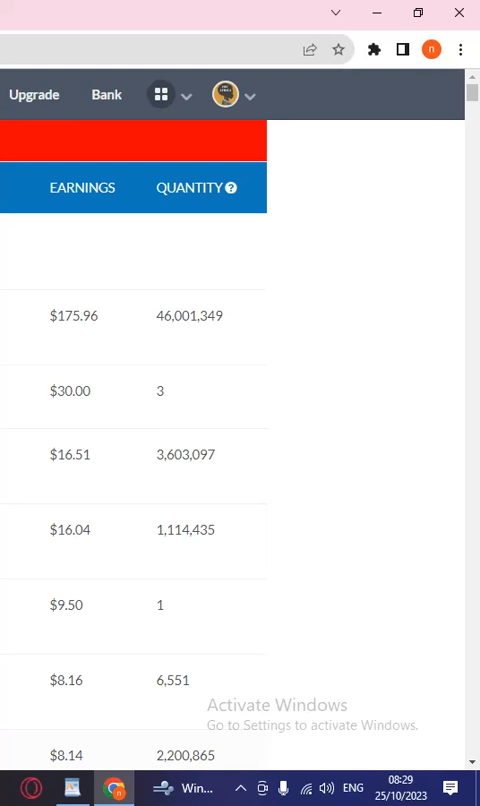 n
Upgrade Bank
EARNINGS QUANTITY ?
$175.96 46,001,349
$30.00 3
$16.51 3,603,097
$16.04 1,114,435
$9.50 1
$8.16 6,551
Activate Windows
Go to Settings to activate Windows.
$8.14 2,200,865
n Win... ENG 08:29
25/10/2023